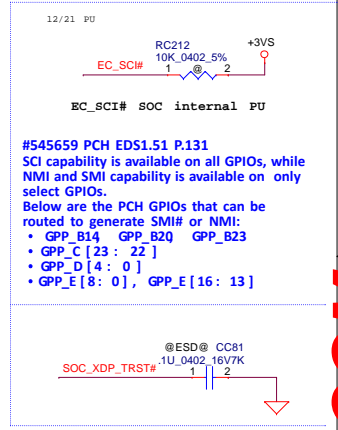 12/21 PU
+3VS
RC212
10K_0402_5%
EC_SCI#
1 @ 2
EC_SCI# SOC internal PU
#545659 PCH EDS1.51 P.131
SCI capability is available on all GPIOs, while
NMI and SMI capability is available on only
select GPIOs.
Below are the PCH GPIOs that can be
routed to generate SMI# or NMI:
• GPP_B14, GPP_B20, GPP_B23
• GPP_C [ 23 : 22 ]
• GPP_D [ 4 : 0 ]
• GPP_E [ 8 : 0 ] , GPP_E [ 16 : 13 ]
@ESD@ CC81
.1U_0402_16V7K
SOC_XDP_TRST#
1 2